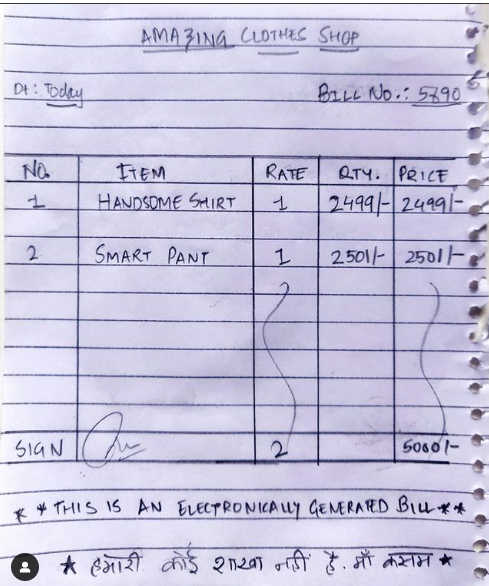 AMAZING CLOTHES SHOP
Dt: Today BILL NO.: 5890
NO. ITEM RATE QTY. PRICE
1 HANDSOME SHIRT 1 2499/- 2499/-
2 SMART PANT 1 2501/- 2501/-
SIGN 2 5000/-
** THIS IS AN ELECTRONICALLY GENERATED BILL **
* हमारी कोई शाखा नहीं है. माँ कसम *